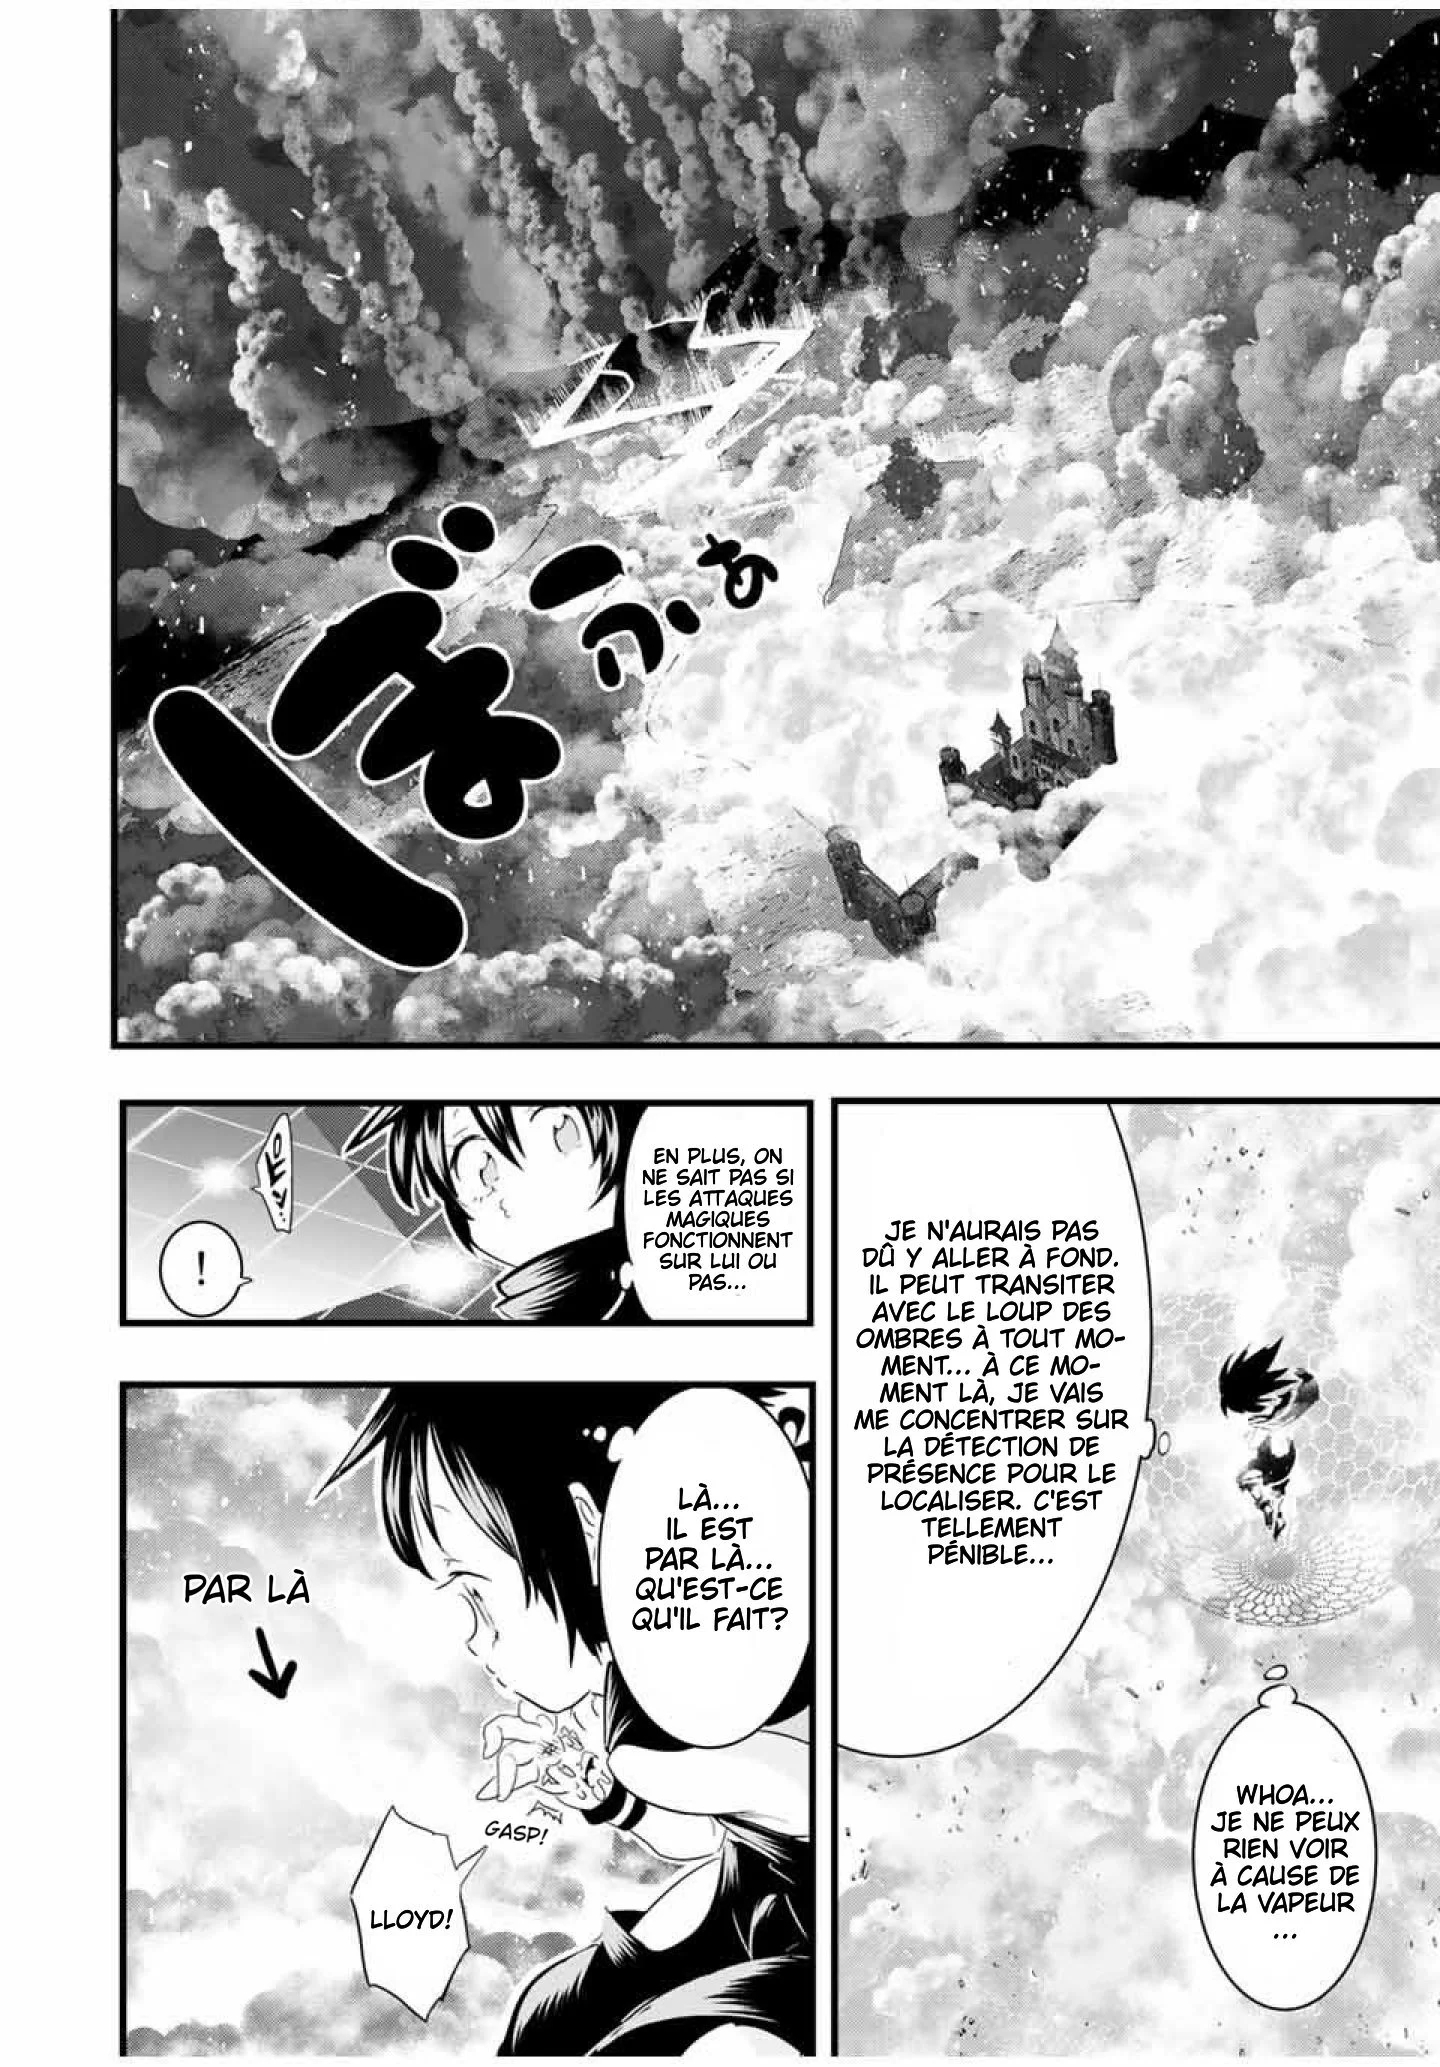 ぼふぁ
JE N'AURAIS PAS
DÛ Y ALLER À FOND.
IL PEUT TRANSITER
AVEC LE LOUP DES
OMBRES À TOUT MO-
MENT... À CE MO-
MENT LÀ, JE VAIS
ME CONCENTRER SUR
LA DÉTECTION DE
PRÉSENCE POUR LE
LOCALISER. C'EST
TELLEMENT
PÉNIBLE...
WHOA...
JE NE PEUX
RIEN VOIR
À CAUSE DE
LA VAPEUR
...
EN PLUS, ON
NE SAIT PAS SI
LES ATTAQUES
MAGIQUES
FONCTIONNENT
SUR LUI OU
PAS...
!
LÀ...
IL EST
PAR LÀ...
QU'EST-CE
QU'IL FAIT?
PAR LÀ
GASP!
LLOYD!